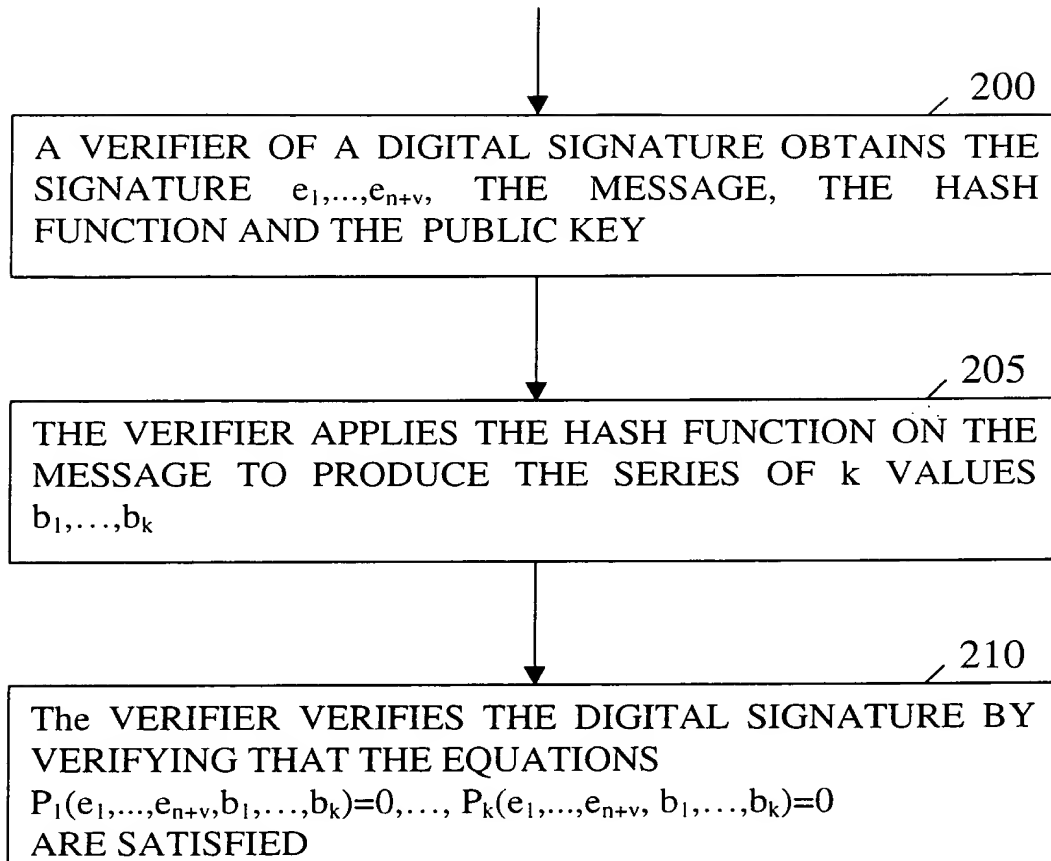 200
A VERIFIER OF A DIGITAL SIGNATURE OBTAINS THE
SIGNATURE e₁,...,eₙ₊ᵥ, THE MESSAGE, THE HASH
FUNCTION AND THE PUBLIC KEY
205
THE VERIFIER APPLIES THE HASH FUNCTION ON THE
MESSAGE TO PRODUCE THE SERIES OF k VALUES
b₁,...,bₖ
210
The VERIFIER VERIFIES THE DIGITAL SIGNATURE BY
VERIFYING THAT THE EQUATIONS
P₁(e₁,...,eₙ₊ᵥ,b₁,...,bₖ)=0,..., Pₖ(e₁,...,eₙ₊ᵥ, b₁,...,bₖ)=0
ARE SATISFIED